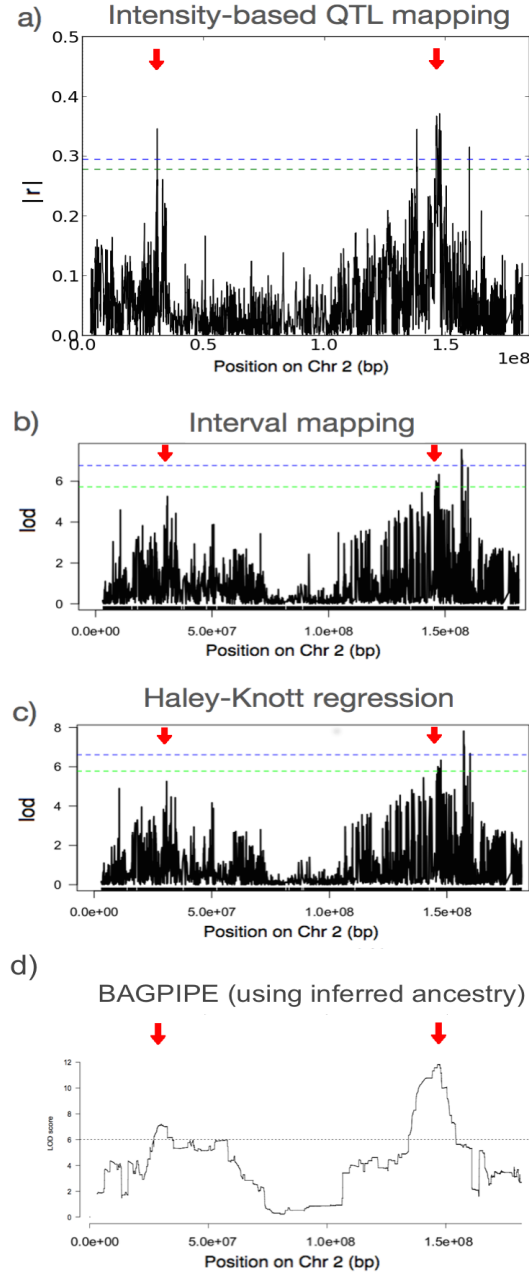 a)
Intensity-based QTL mapping
0.5
0.4
0.3
0.2
0.1
0.0
|r|
0.0 0.5 1.0 1.5
1e8
Position on Chr 2 (bp)
b)
Interval mapping
6
4
2
0
lod
0.0e+00 5.0e+07 1.0e+08 1.5e+08
Position on Chr 2 (bp)
c)
Haley-Knott regression
8
6
4
2
0
lod
0.0e+00 5.0e+07 1.0e+08 1.5e+08
Position on Chr 2 (bp)
d)
BAGPIPE (using inferred ancestry)
12
10
8
6
4
2
0
LOD score
0.0e+00 5.0e+07 1.0e+08 1.5e+08
Position on Chr 2 (bp)